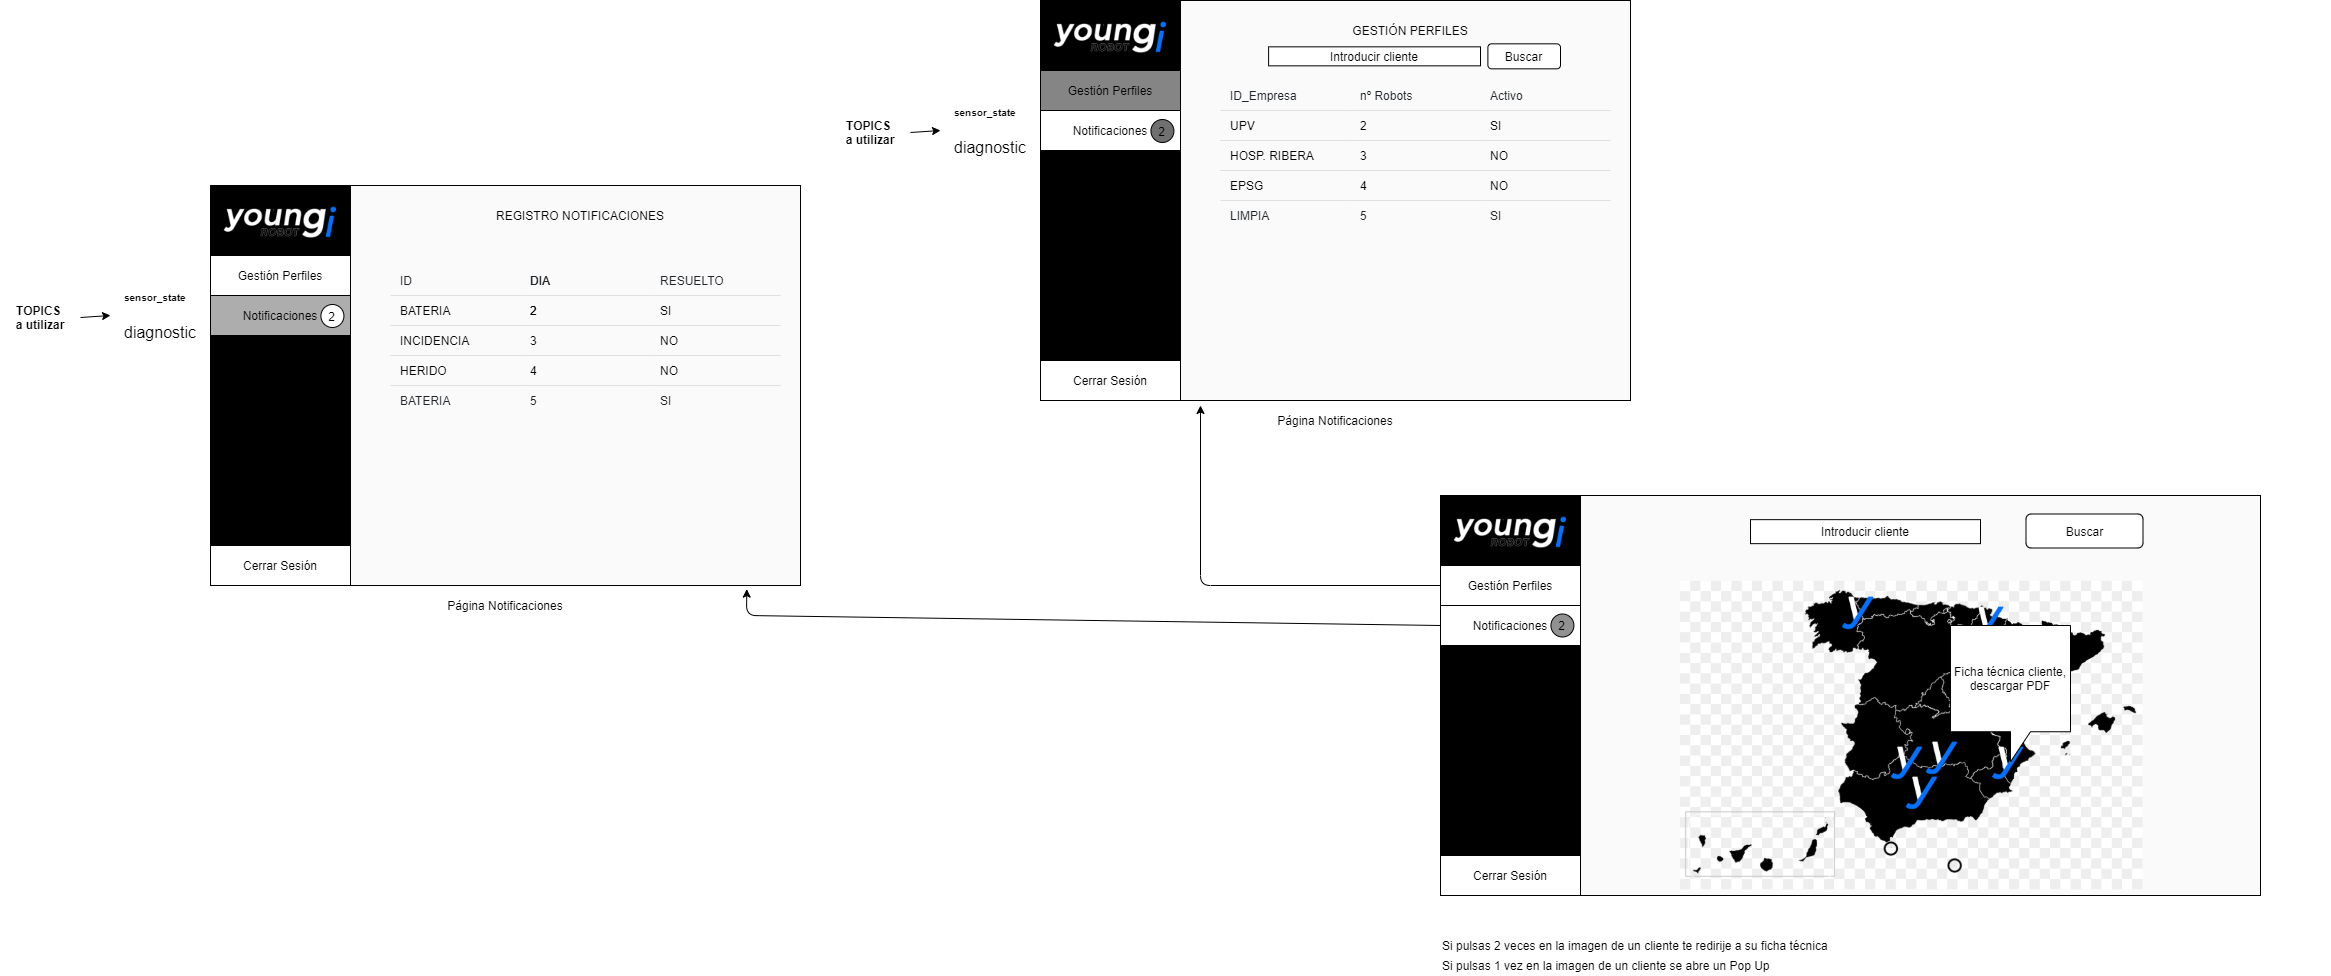 youngi
ROBOT
GESTIÓN PERFILES
Introducir cliente
Buscar
Gestión Perfiles
Notificaciones 2
ID_Empresa nº Robots Activo
UPV 2 SI
HOSP. RIBERA 3 NO
EPSG 4 NO
LIMPIA 5 SI
Cerrar Sesión
TOPICS
a utilizar
sensor_state
diagnostic
Página Notificaciones
youngi
ROBOT
REGISTRO NOTIFICACIONES
Gestión Perfiles
Notificaciones 2
ID DIA RESUELTO
BATERIA 2 SI
INCIDENCIA 3 NO
HERIDO 4 NO
BATERIA 5 SI
Cerrar Sesión
TOPICS
a utilizar
sensor_state
diagnostic
Página Notificaciones
youngi
ROBOT
Introducir cliente
Buscar
Gestión Perfiles
Notificaciones 2
y
y
Ficha técnica cliente,
descargar PDF
y
y
y
y
Cerrar Sesión
Si pulsas 2 veces en la imagen de un cliente te redirije a su ficha técnica
Si pulsas 1 vez en la imagen de un cliente se abre un Pop Up